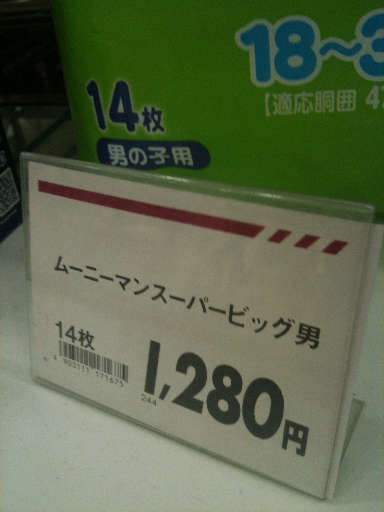 18～3
14枚
【適応胴囲 4
男の子用
ムーニーマンスーパービッグ男
14枚
1,280円
244